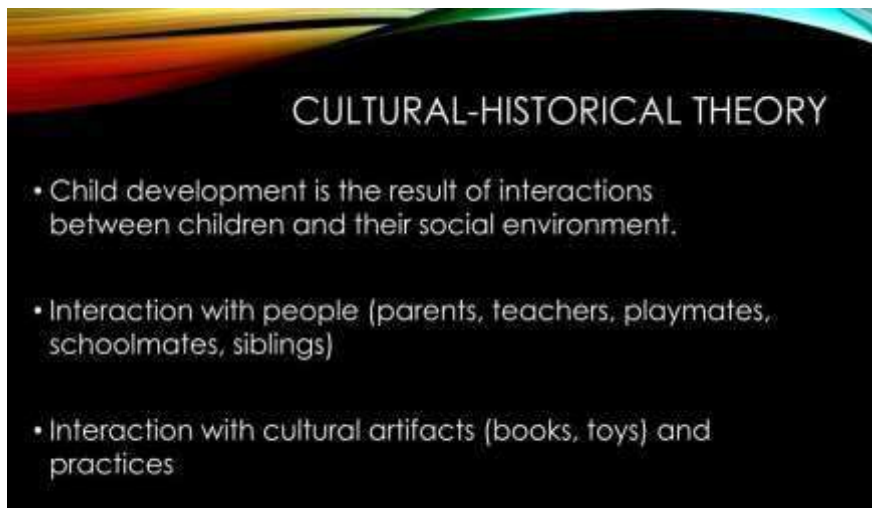 CULTURAL-HISTORICAL THEORY
• Child development is the result of interactions
between children and their social environment.
• Interaction with people (parents, teachers, playmates,
schoolmates, siblings)
• Interaction with cultural artifacts (books, toys) and
practices